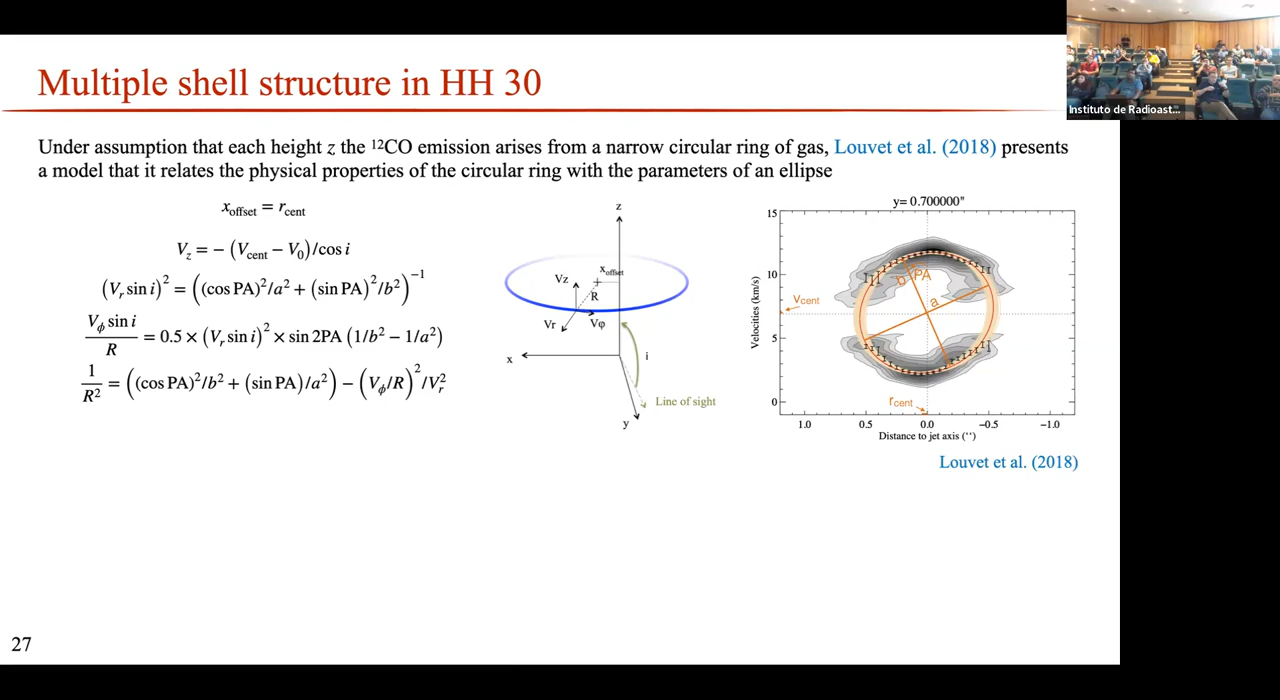 Multiple shell structure in HH 30
Instituto de Radioast...
Under assumption that each height z the ¹²CO emission arises from a narrow circular ring of gas, Louvet et al. (2018) presents
a model that it relates the physical properties of the circular ring with the parameters of an ellipse
x_offset = r_cent
V_z = − (V_cent − V_0)/cos i
(V_r sin i)² = ((cos PA)²/a² + (sin PA)²/b²)⁻¹
V_ϕ sin i / R = 0.5 × (V_r sin i)² × sin 2PA (1/b² − 1/a²)
1/R² = ((cos PA)²/b² + (sin PA)/a²) − (V_ϕ/R)²/V_r²
z
x_offset
Vz
R
Vr
Vφ
x
i
Line of sight
y
y= 0.700000"
15
10
5
0
Velocities (km/s)
Vcent
PA
b
a
rcent
1.0 0.5 0.0 −0.5 −1.0
Distance to jet axis ('')
Louvet et al. (2018)
27